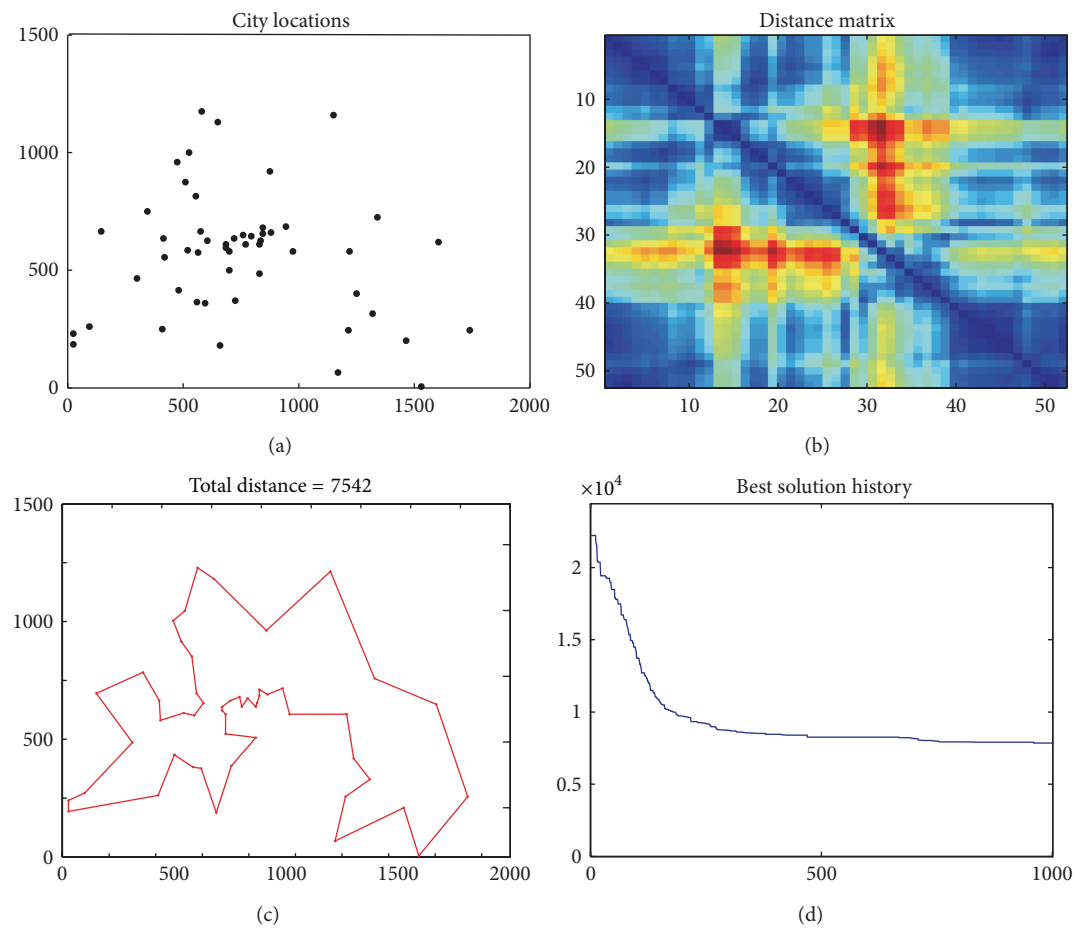 City locations
1500
1000
500
0
0 500 1000 1500 2000
(a)
Distance matrix
10
20
30
40
50
10 20 30 40 50
(b)
Total distance = 7542
1500
1000
500
0
0 500 1000 1500 2000
(c)
Best solution history
×10⁴
2
1.5
1
0.5
0
0 500 1000
(d)